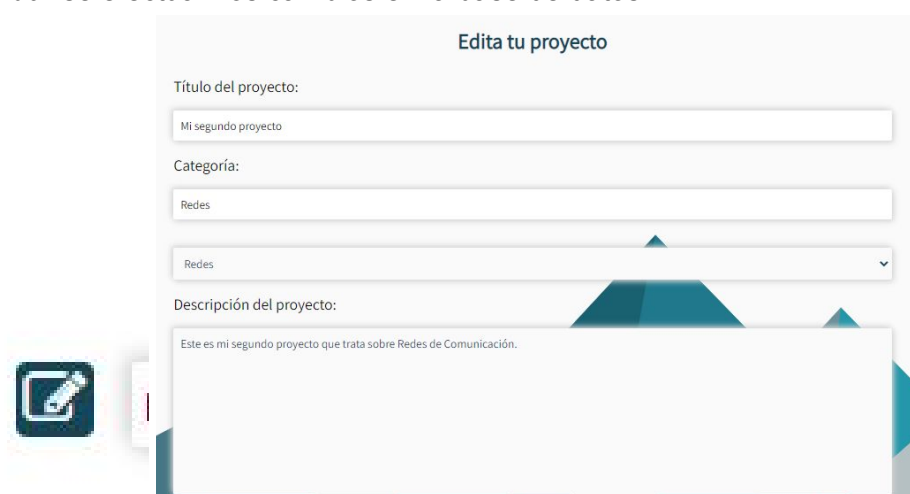 Edita tu proyecto
Título del proyecto:
Mi segundo proyecto
Categoría:
Redes
Redes
Descripción del proyecto:
Este es mi segundo proyecto que trata sobre Redes de Comunicación.